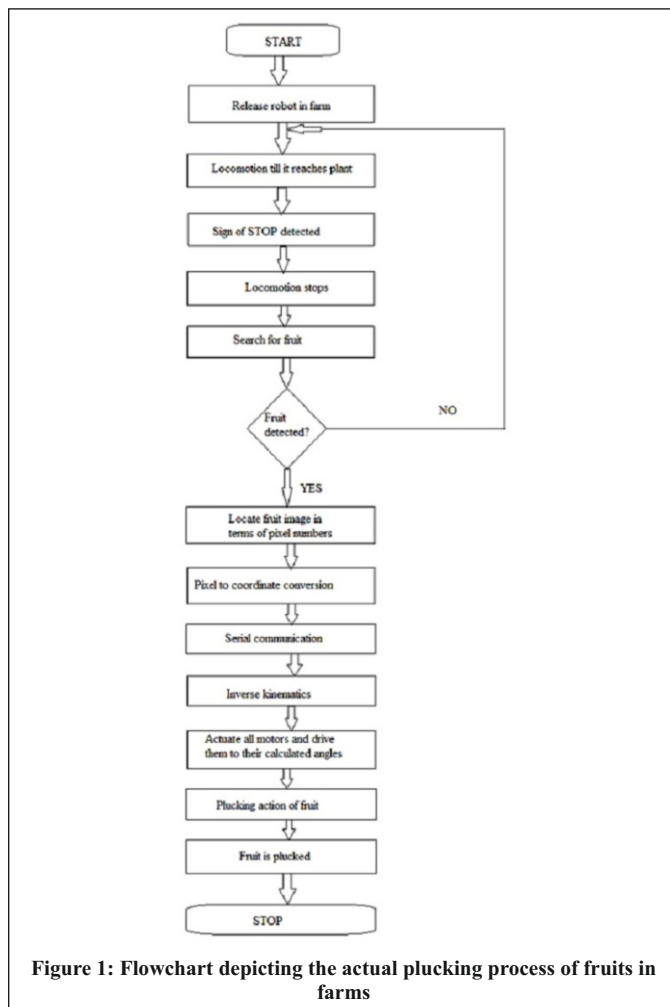 START
Release robot in farm
Locomotion till it reaches plant
Sign of STOP detected
Locomotion stops
Search for fruit
Fruit
detected?
NO
YES
Locate fruit image in
terms of pixel numbers
Pixel to coordinate conversion
Serial communication
Inverse kinematics
Actuate all motors and drive
them to their calculated angles
Plucking action of fruit
Fruit is plucked
STOP
Figure 1: Flowchart depicting the actual plucking process of fruits in
farms